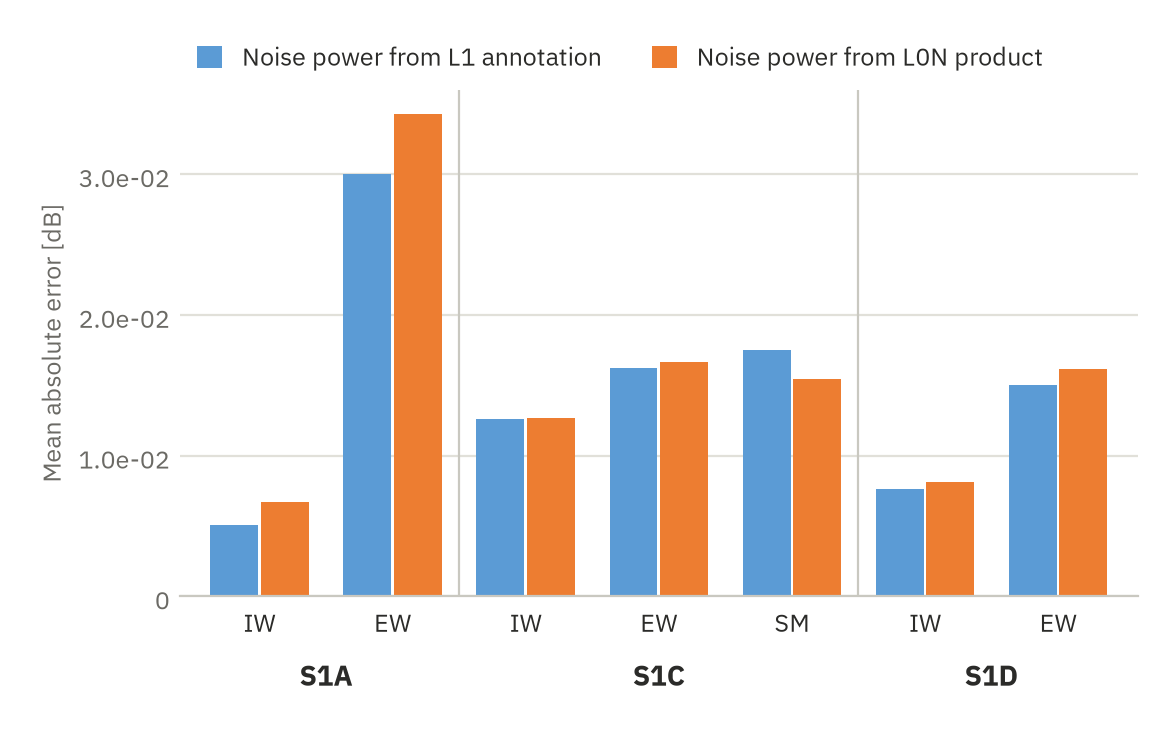 Noise power from L1 annotation Noise power from L0N product
Mean absolute error [dB]
3.0e-02
2.0e-02
1.0e-02
0
IW EW IW EW SM IW EW
S1A S1C S1D